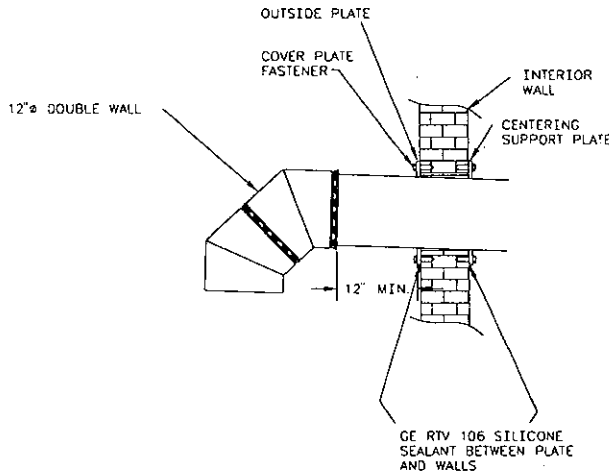 OUTSIDE PLATE
COVER PLATE
FASTENER
INTERIOR
WALL
12"ø DOUBLE WALL
CENTERING
SUPPORT PLATE
12" MIN.
GE RTV 106 SILICONE
SEALANT BETWEEN PLATE
AND WALLS